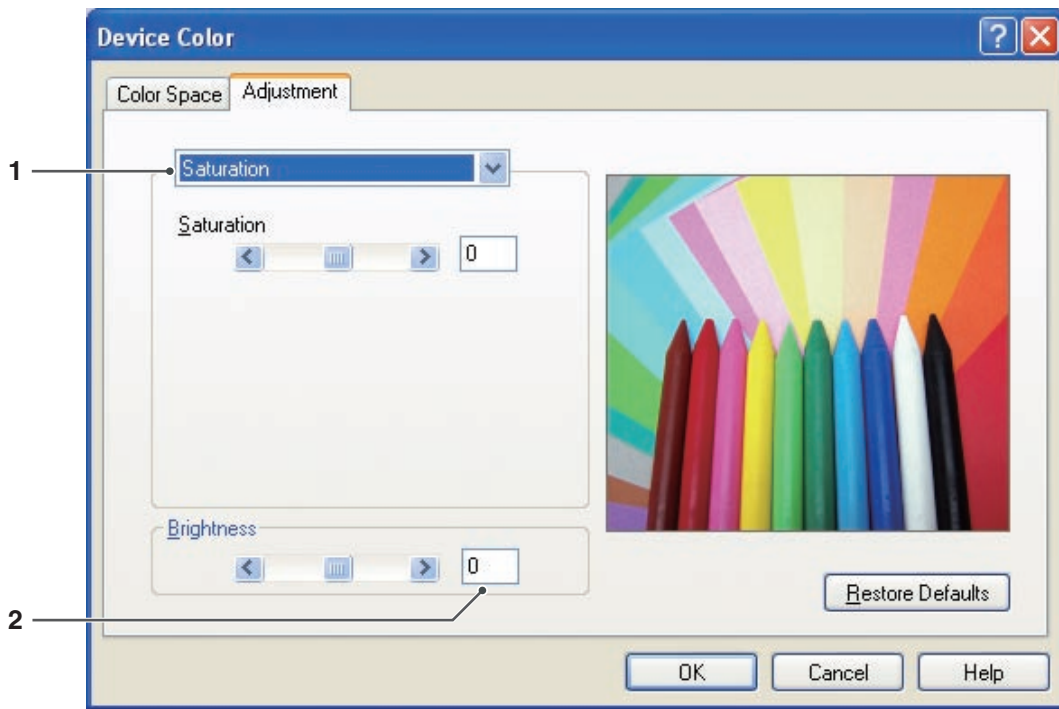 Device Color
Color Space Adjustment
1
Saturation
Saturation
0
Brightness
0
2
Restore Defaults
OK Cancel Help